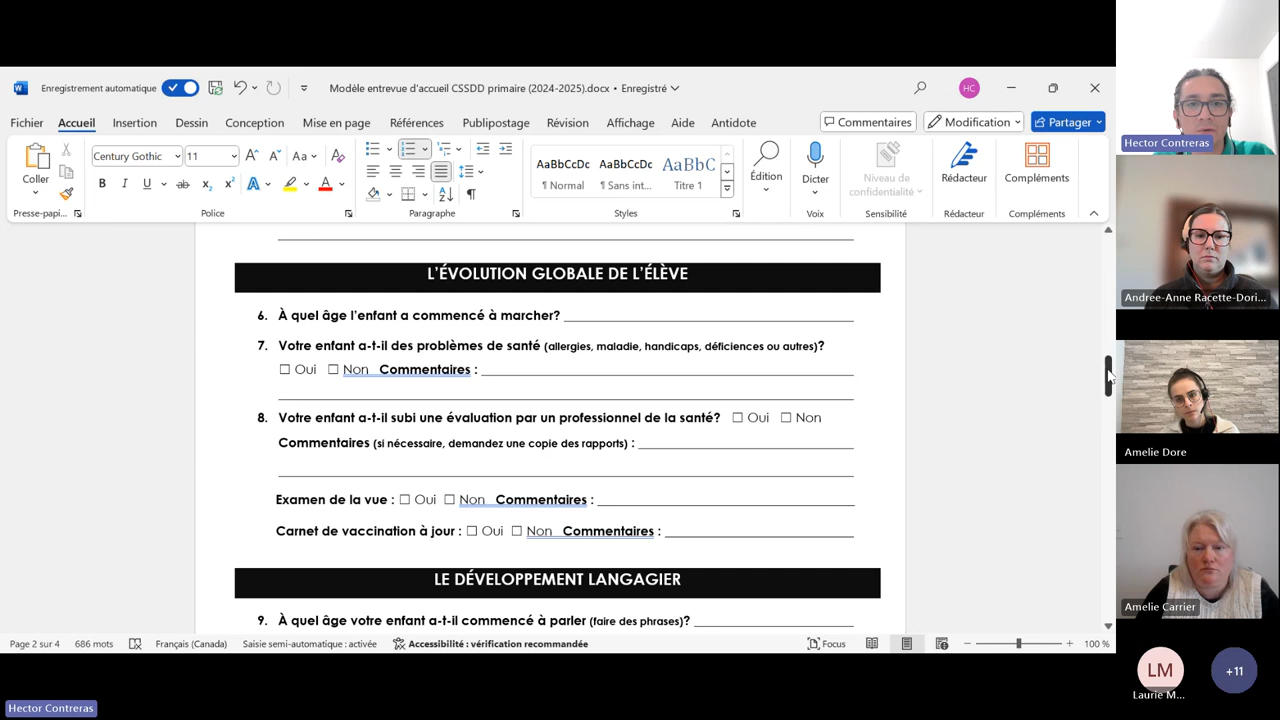 Enregistrement automatique
Modèle entrevue d'accueil CSSDD primaire (2024-2025).docx • Enregistré
HC
Fichier Accueil Insertion Dessin Conception Mise en page Références Publipostage Révision Affichage Aide Antidote
Commentaires Modification Partager
Coller
Century Gothic 11
AaBbCcDc AaBbCcDc AaBbC
¶ Normal ¶ Sans int... Titre 1
Édition
Dicter
Niveau de confidentialité
Rédacteur
Compléments
Presse-papi... Police Paragraphe Styles Voix Sensibilité Rédacteur Compléments
L'ÉVOLUTION GLOBALE DE L'ÉLÈVE
6. À quel âge l'enfant a commencé à marcher?
7. Votre enfant a-t-il des problèmes de santé (allergies, maladie, handicaps, déficiences ou autres)?
☐ Oui ☐ Non Commentaires :
8. Votre enfant a-t-il subi une évaluation par un professionnel de la santé? ☐ Oui ☐ Non
Commentaires (si nécessaire, demandez une copie des rapports) :
Examen de la vue : ☐ Oui ☐ Non Commentaires :
Carnet de vaccination à jour : ☐ Oui ☐ Non Commentaires :
LE DÉVELOPPEMENT LANGAGIER
9. À quel âge votre enfant a-t-il commencé à parler (faire des phrases)?
Page 2 sur 4 686 mots Français (Canada) Saisie semi-automatique : activée Accessibilité : vérification recommandée Focus 100 %
Hector Contreras
Hector Contreras
Andree-Anne Racette-Dori...
Amelie Dore
Amelie Carrier
LM
Laurie M...
+11